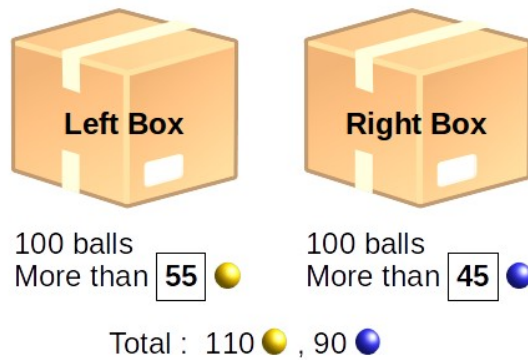 Left Box
Right Box
100 balls
More than 55
100 balls
More than 45
Total : 110 , 90